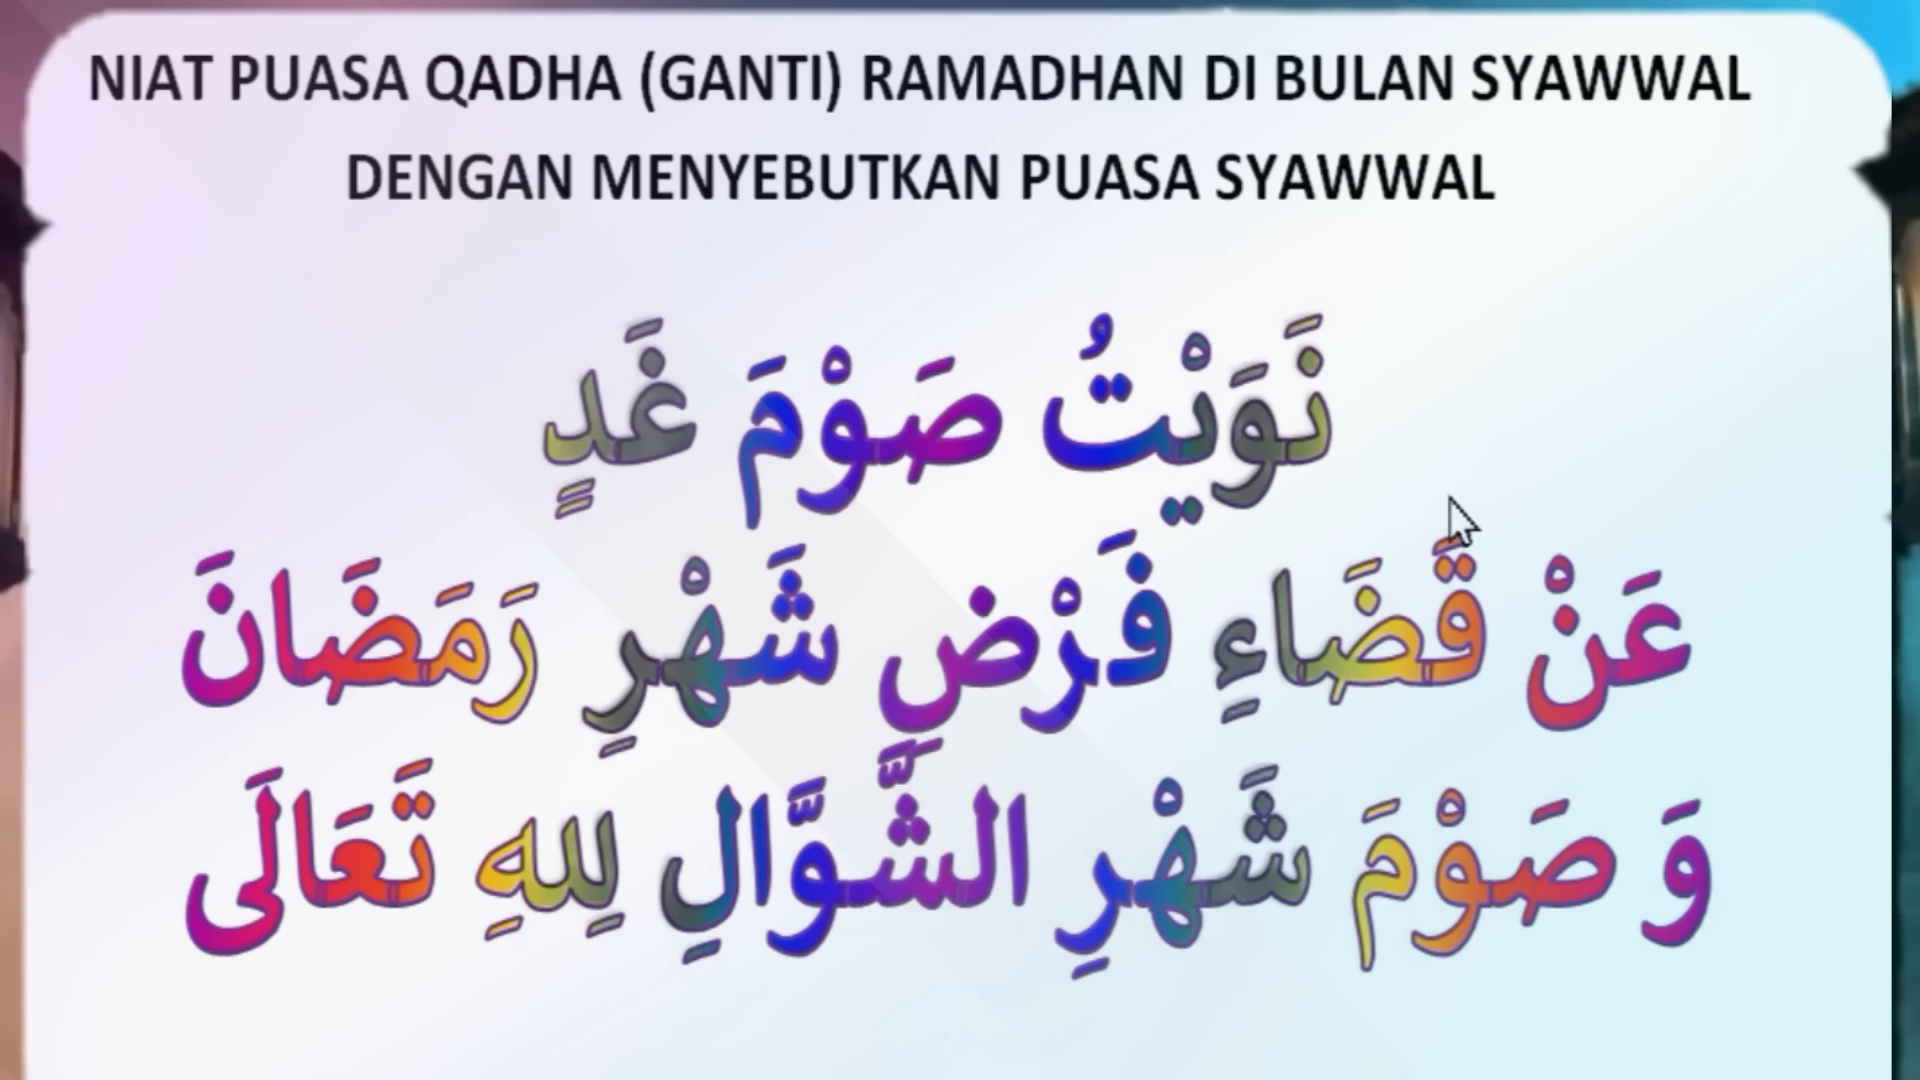 NIAT PUASA QADHA (GANTI) RAMADHAN DI BULAN SYAWWAL
DENGAN MENYEBUTKAN PUASA SYAWWAL
نَوَيْتُ صَوْمَ غَدٍ
عَنْ قَضَاءِ فَرْضِ شَهْرِ رَمَضَانَ
وَ صَوْمَ شَهْرِ الشَّوَّالِ لِلهِ تَعَالَى